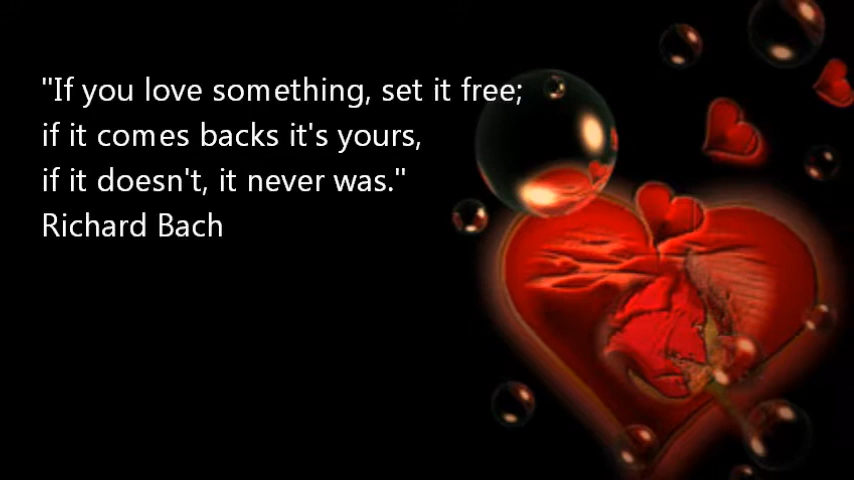 "If you love something, set it free;
if it comes backs it's yours,
if it doesn't, it never was."
Richard Bach